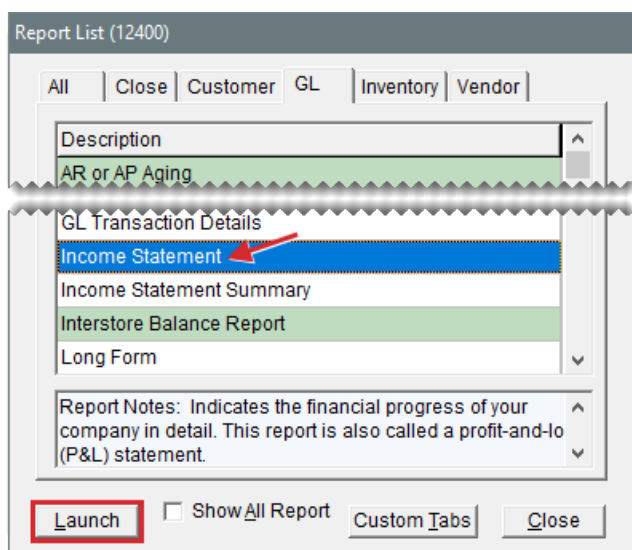 Report List (12400)
All Close Customer GL Inventory Vendor
Description
AR or AP Aging
GL Transaction Details
Income Statement
Income Statement Summary
Interstore Balance Report
Long Form
Report Notes: Indicates the financial progress of your
company in detail. This report is also called a profit-and-lo
(P&L) statement.
Launch Show All Report Custom Tabs Close